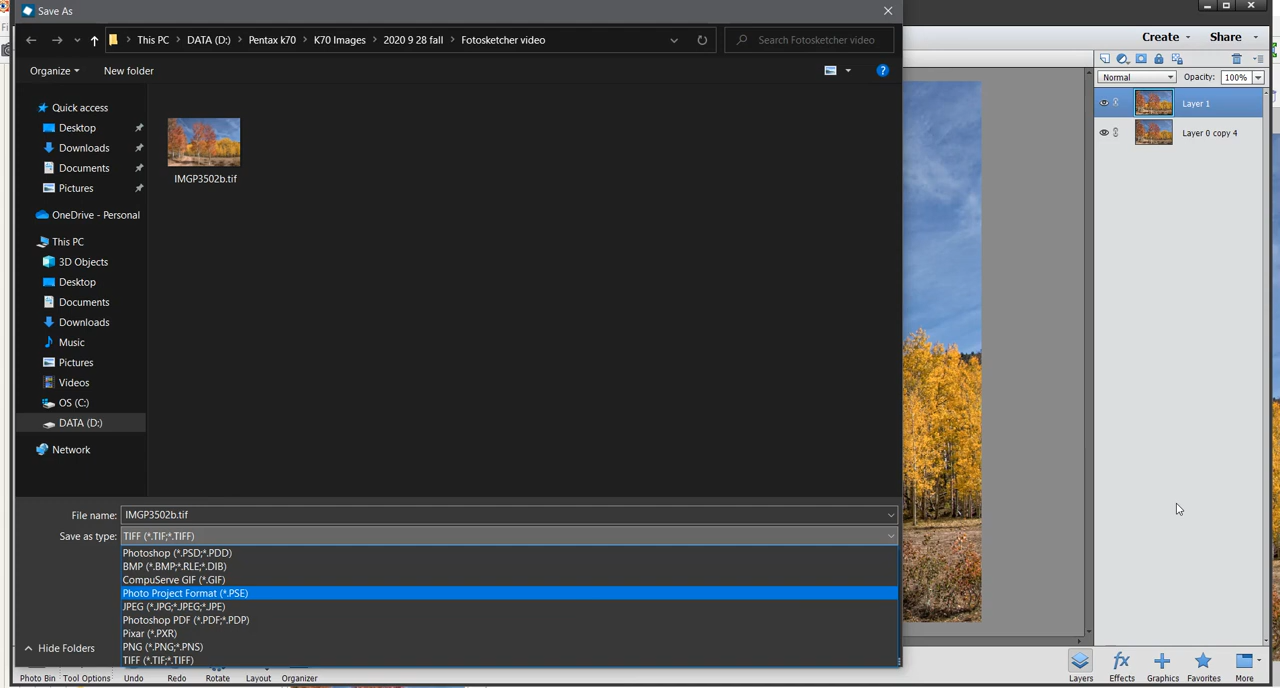 Save As
This PC > DATA (D:) > Pentax k70 > K70 Images > 2020 9 28 fall > Fotosketcher video
Search Fotosketcher video
Organize
New folder
Quick access
Desktop
Downloads
Documents
Pictures
OneDrive - Personal
This PC
3D Objects
Desktop
Documents
Downloads
Music
Pictures
Videos
OS (C:)
DATA (D:)
Network
IMGP3502b.tif
File name: IMGP3502b.tif
Save as type: TIFF (*.TIF;*.TIFF)
Photoshop (*.PSD;*.PDD)
BMP (*.BMP;*.RLE;*.DIB)
CompuServe GIF (*.GIF)
Photo Project Format (*.PSE)
JPEG (*.JPG;*.JPEG;*.JPE)
Photoshop PDF (*.PDF;*.PDP)
Pixar (*.PXR)
PNG (*.PNG;*.PNS)
TIFF (*.TIF;*.TIFF)
Hide Folders
Create
Share
Normal
Opacity: 100%
Layer 1
Layer 0 copy 4
Photo Bin
Tool Options
Undo
Redo
Rotate
Layout
Organizer
Layers
Effects
Graphics
Favorites
More